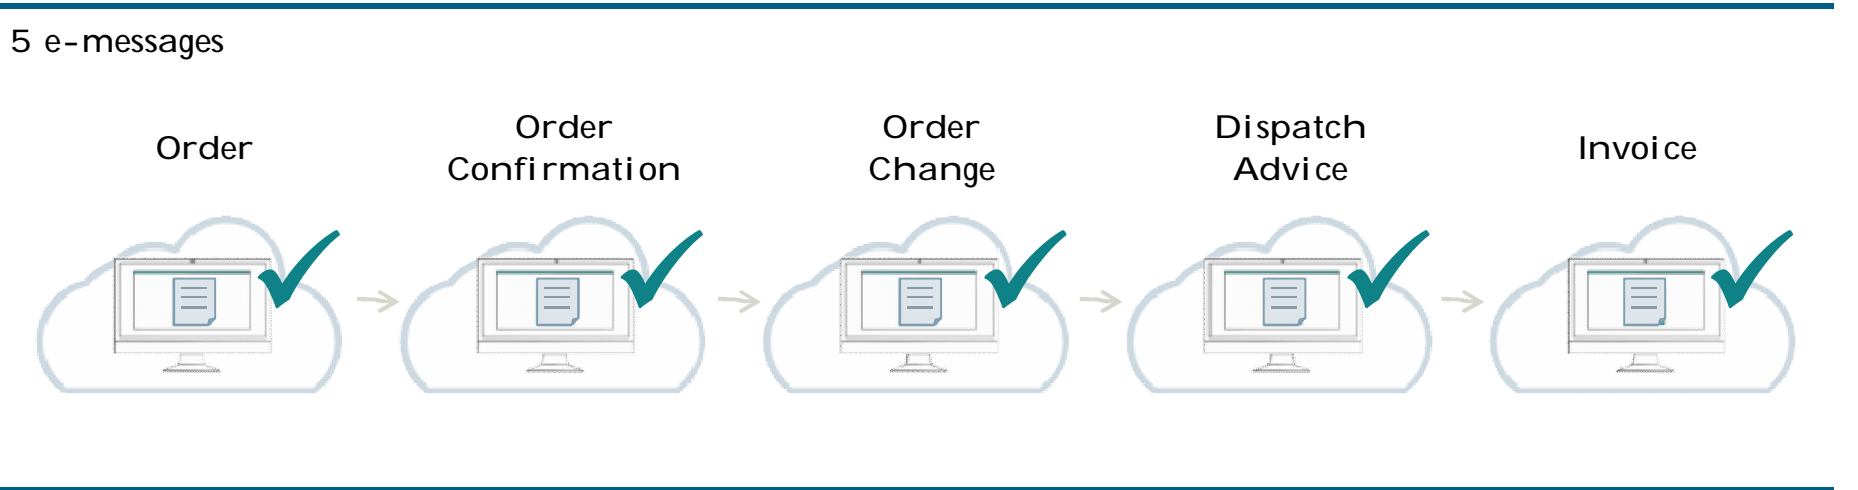 5 e-messages
Order
Order
Confirmation
Order
Change
Dispatch
Advice
Invoice